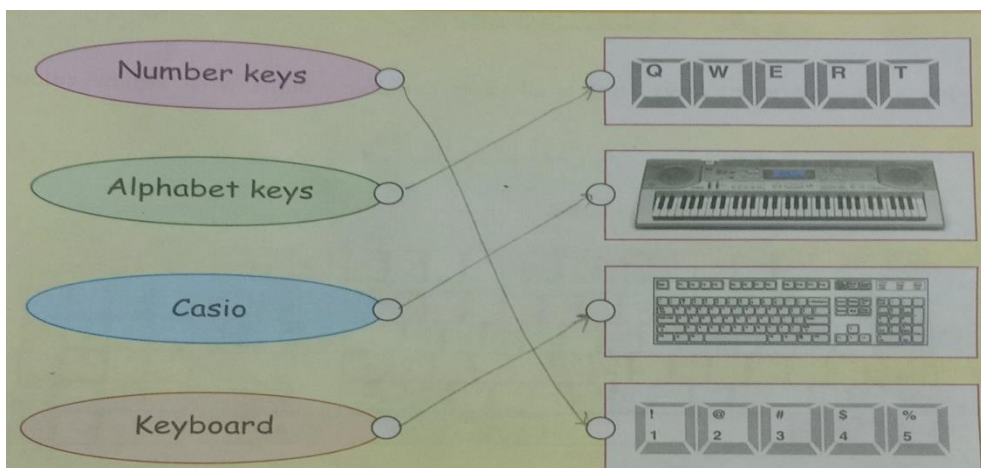 Number keys
Q W E R T
Alphabet keys
Casio
Keyboard
! @ # $ %
1 2 3 4 5